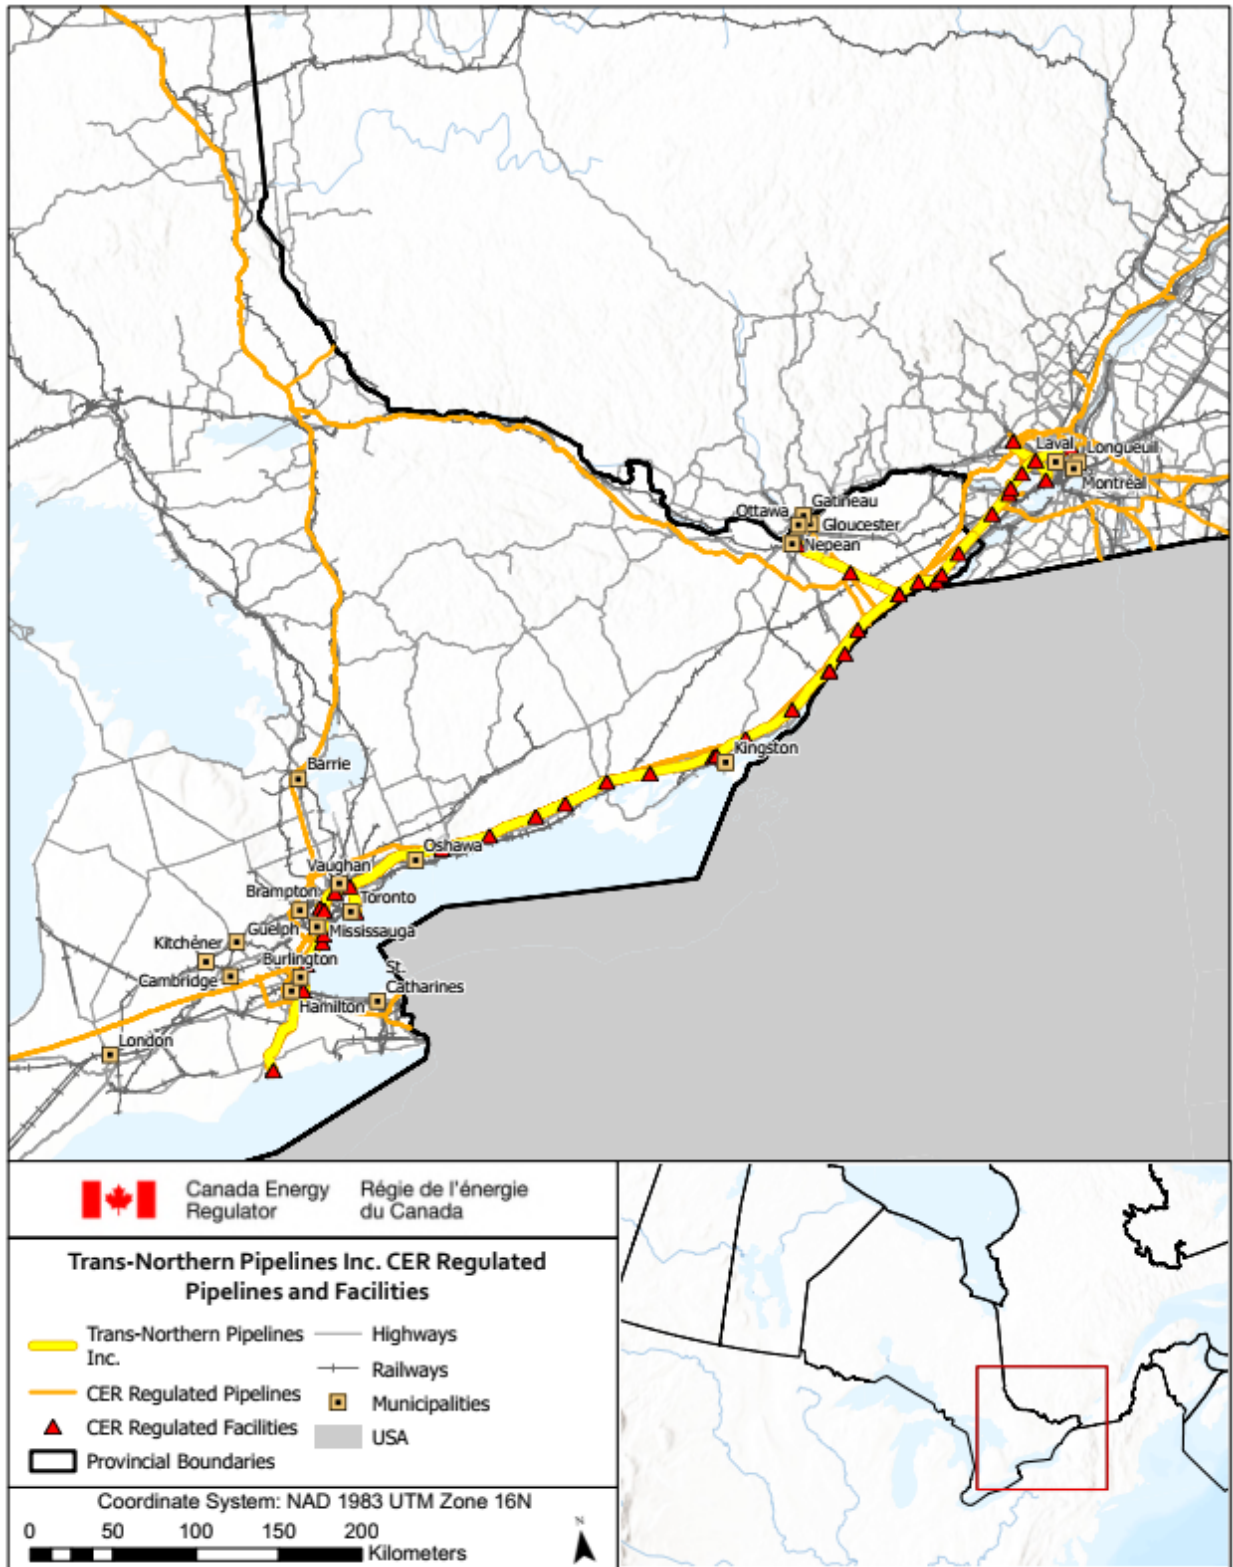 Laval
Longueuil
Montréal
Gatineau
Ottawa
Gloucester
Nepean
Kingston
Barrie
Oshawa
Vaughan
Brampton
Toronto
Guelph
Mississauga
Kitchener
Burlington
Cambridge
St.
Catharines
Hamilton
London
Canada Energy
Regulator
Régie de l'énergie
du Canada
Trans-Northern Pipelines Inc. CER Regulated
Pipelines and Facilities
Trans-Northern Pipelines
Inc.
CER Regulated Pipelines
CER Regulated Facilities
Provincial Boundaries
Highways
Railways
Municipalities
USA
Coordinate System: NAD 1983 UTM Zone 16N
0 50 100 150 200
Kilometers
N